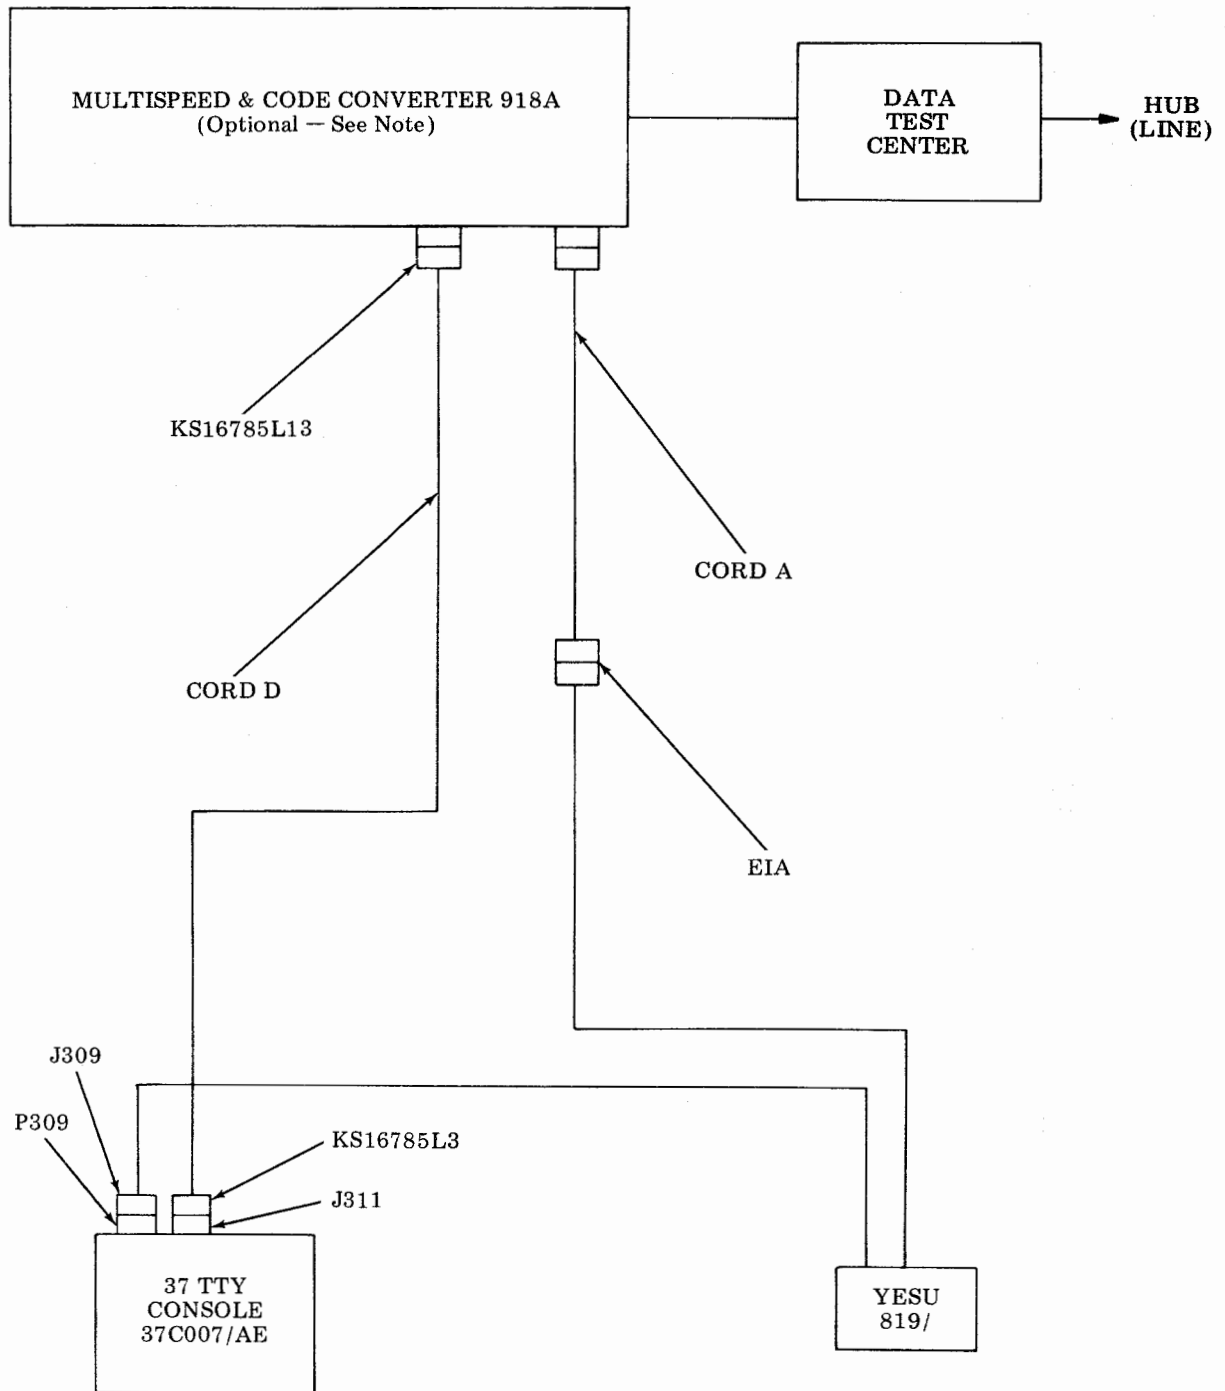 MULTISPEED & CODE CONVERTER 918A
(Optional — See Note)
DATA
TEST
CENTER
HUB
(LINE)
KS16785L13
CORD A
CORD D
EIA
J309
P309
KS16785L3
J311
37 TTY
CONSOLE
37C007/AE
YESU
819/